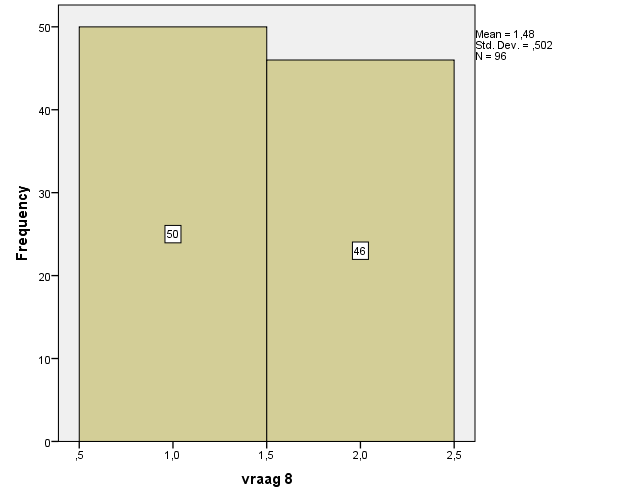 Mean = 1,48
Std. Dev. = ,502
N = 96
50
40
30
20
10
0
Frequency
50
46
,5
1,0
1,5
2,0
2,5
vraag 8